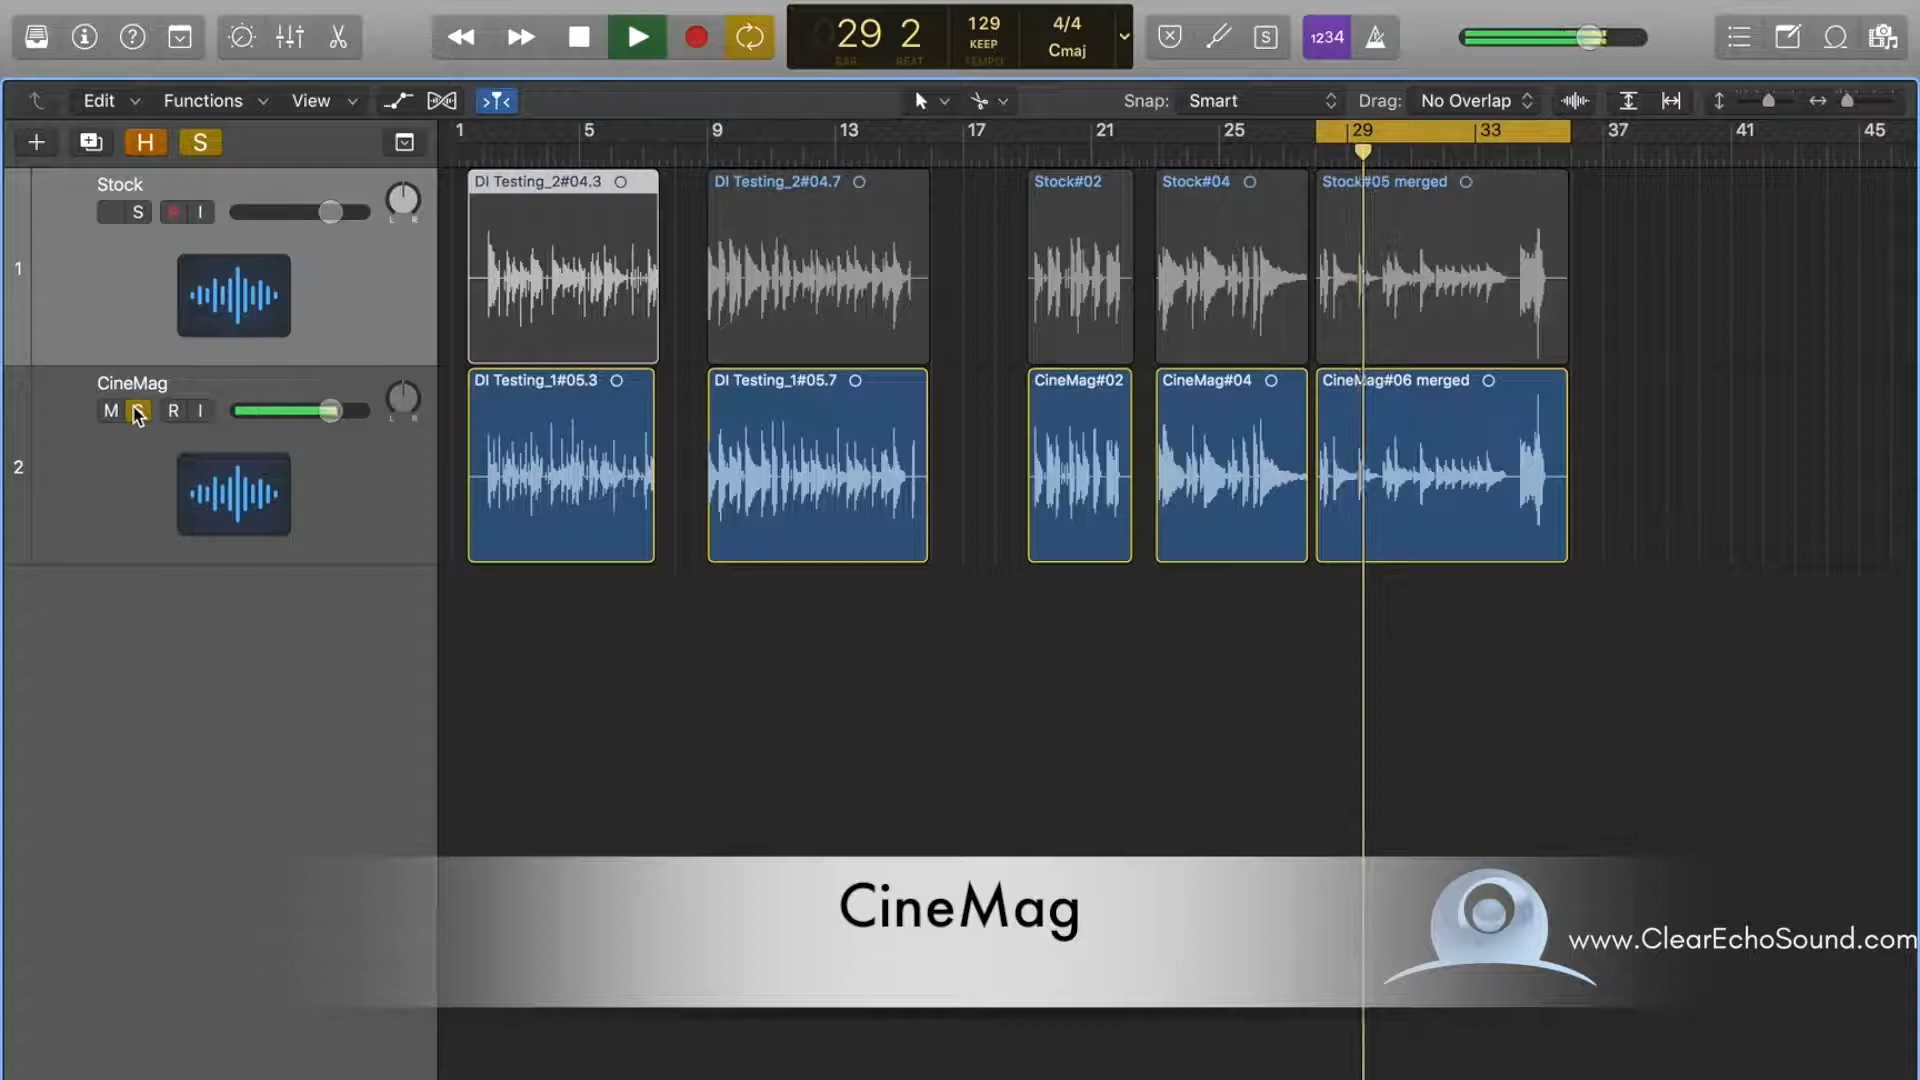 29 2
129
4/4
KEEP
Cmaj
BAR
BEAT
TEMPO
1234
S
Edit
Functions
View
Snap: Smart
Drag: No Overlap
H
S
1
5
9
13
17
21
25
29
33
37
41
45
Stock
S
R
I
L
R
1
DI Testing_2#04.3
DI Testing_2#04.7
Stock#02
Stock#04
Stock#05 merged
CineMag
M
S
R
I
L
R
2
DI Testing_1#05.3
DI Testing_1#05.7
CineMag#02
CineMag#04
CineMag#06 merged
CineMag
www.ClearEchoSound.com